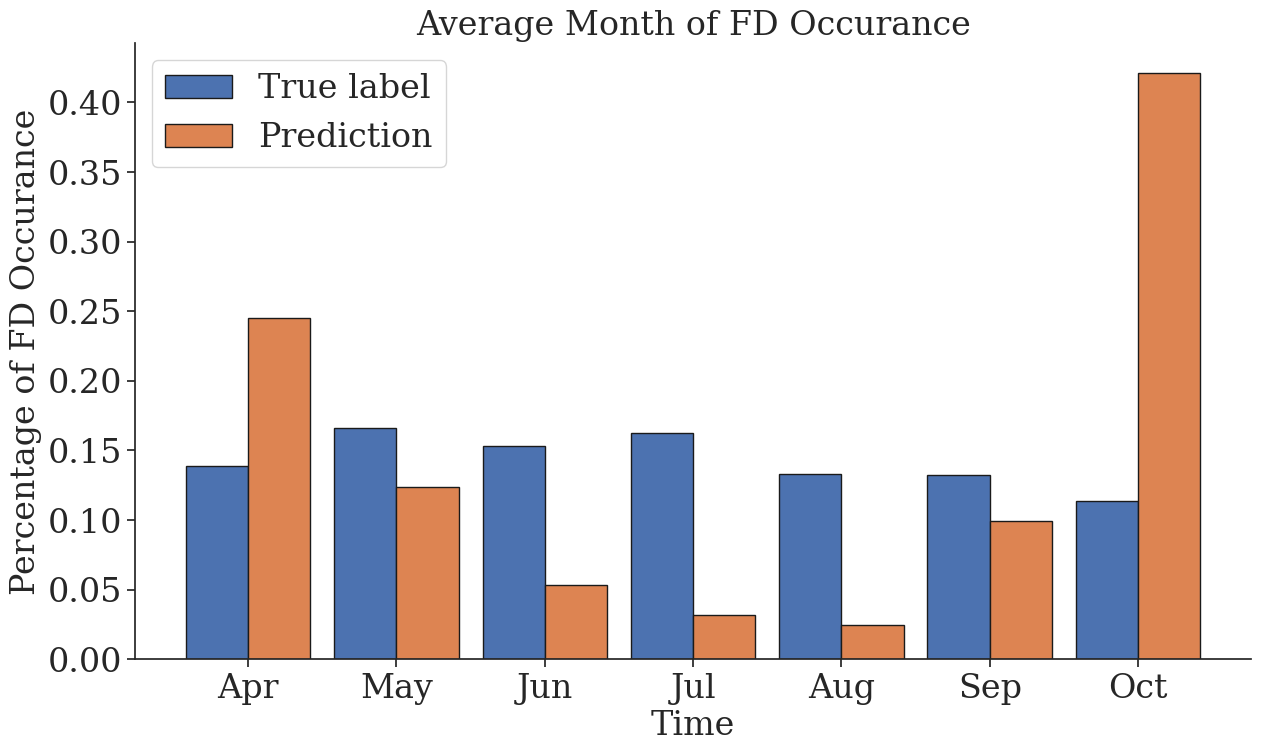 Average Month of FD Occurance
True label
Prediction
Percentage of FD Occurance
0.40
0.35
0.30
0.25
0.20
0.15
0.10
0.05
0.00
Apr May Jun Jul Aug Sep Oct
Time